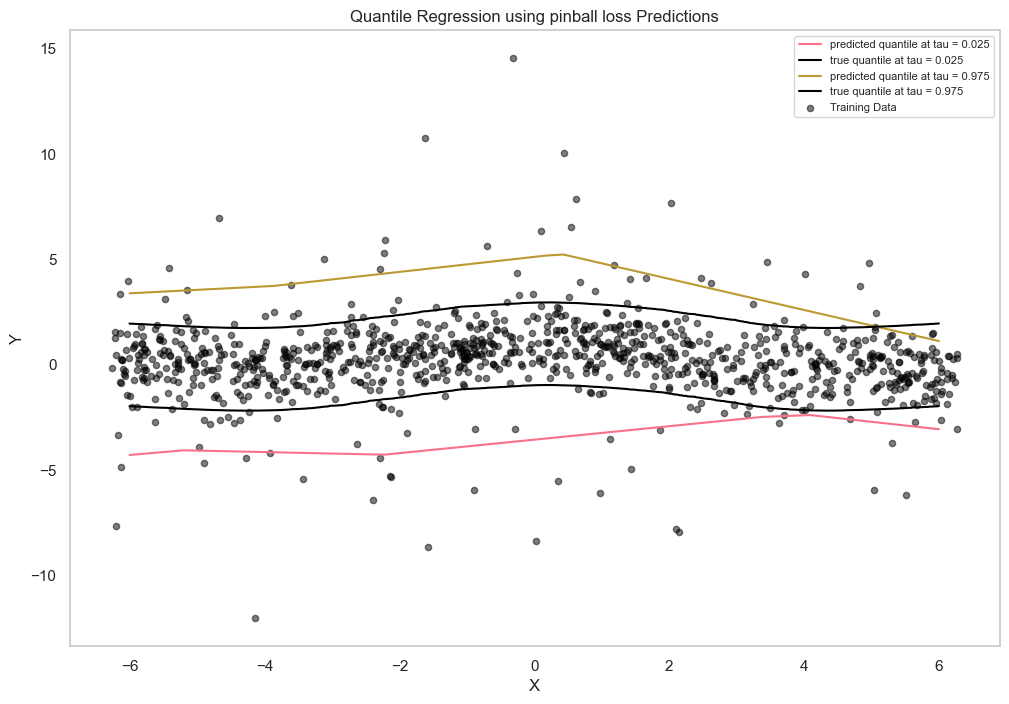 Quantile Regression using pinball loss Predictions
predicted quantile at tau = 0.025
true quantile at tau = 0.025
predicted quantile at tau = 0.975
true quantile at tau = 0.975
Training Data
15
10
5
0
−5
−10
Y
−6 −4 −2 0 2 4 6
X